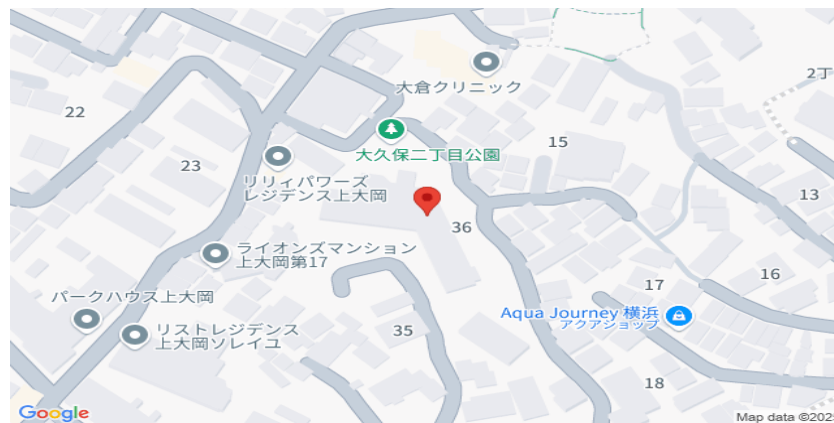 2丁
大倉クリニック
22
大久保二丁目公園
15
23
リリィパワーズ
レジデンス上大岡
13
36
ライオンズマンション
上大岡第17
16
17
パークハウス上大岡
Aqua Journey 横浜
アクアショップ
リストレジデンス
上大岡ソレイユ
35
18
Google
Map data ©202